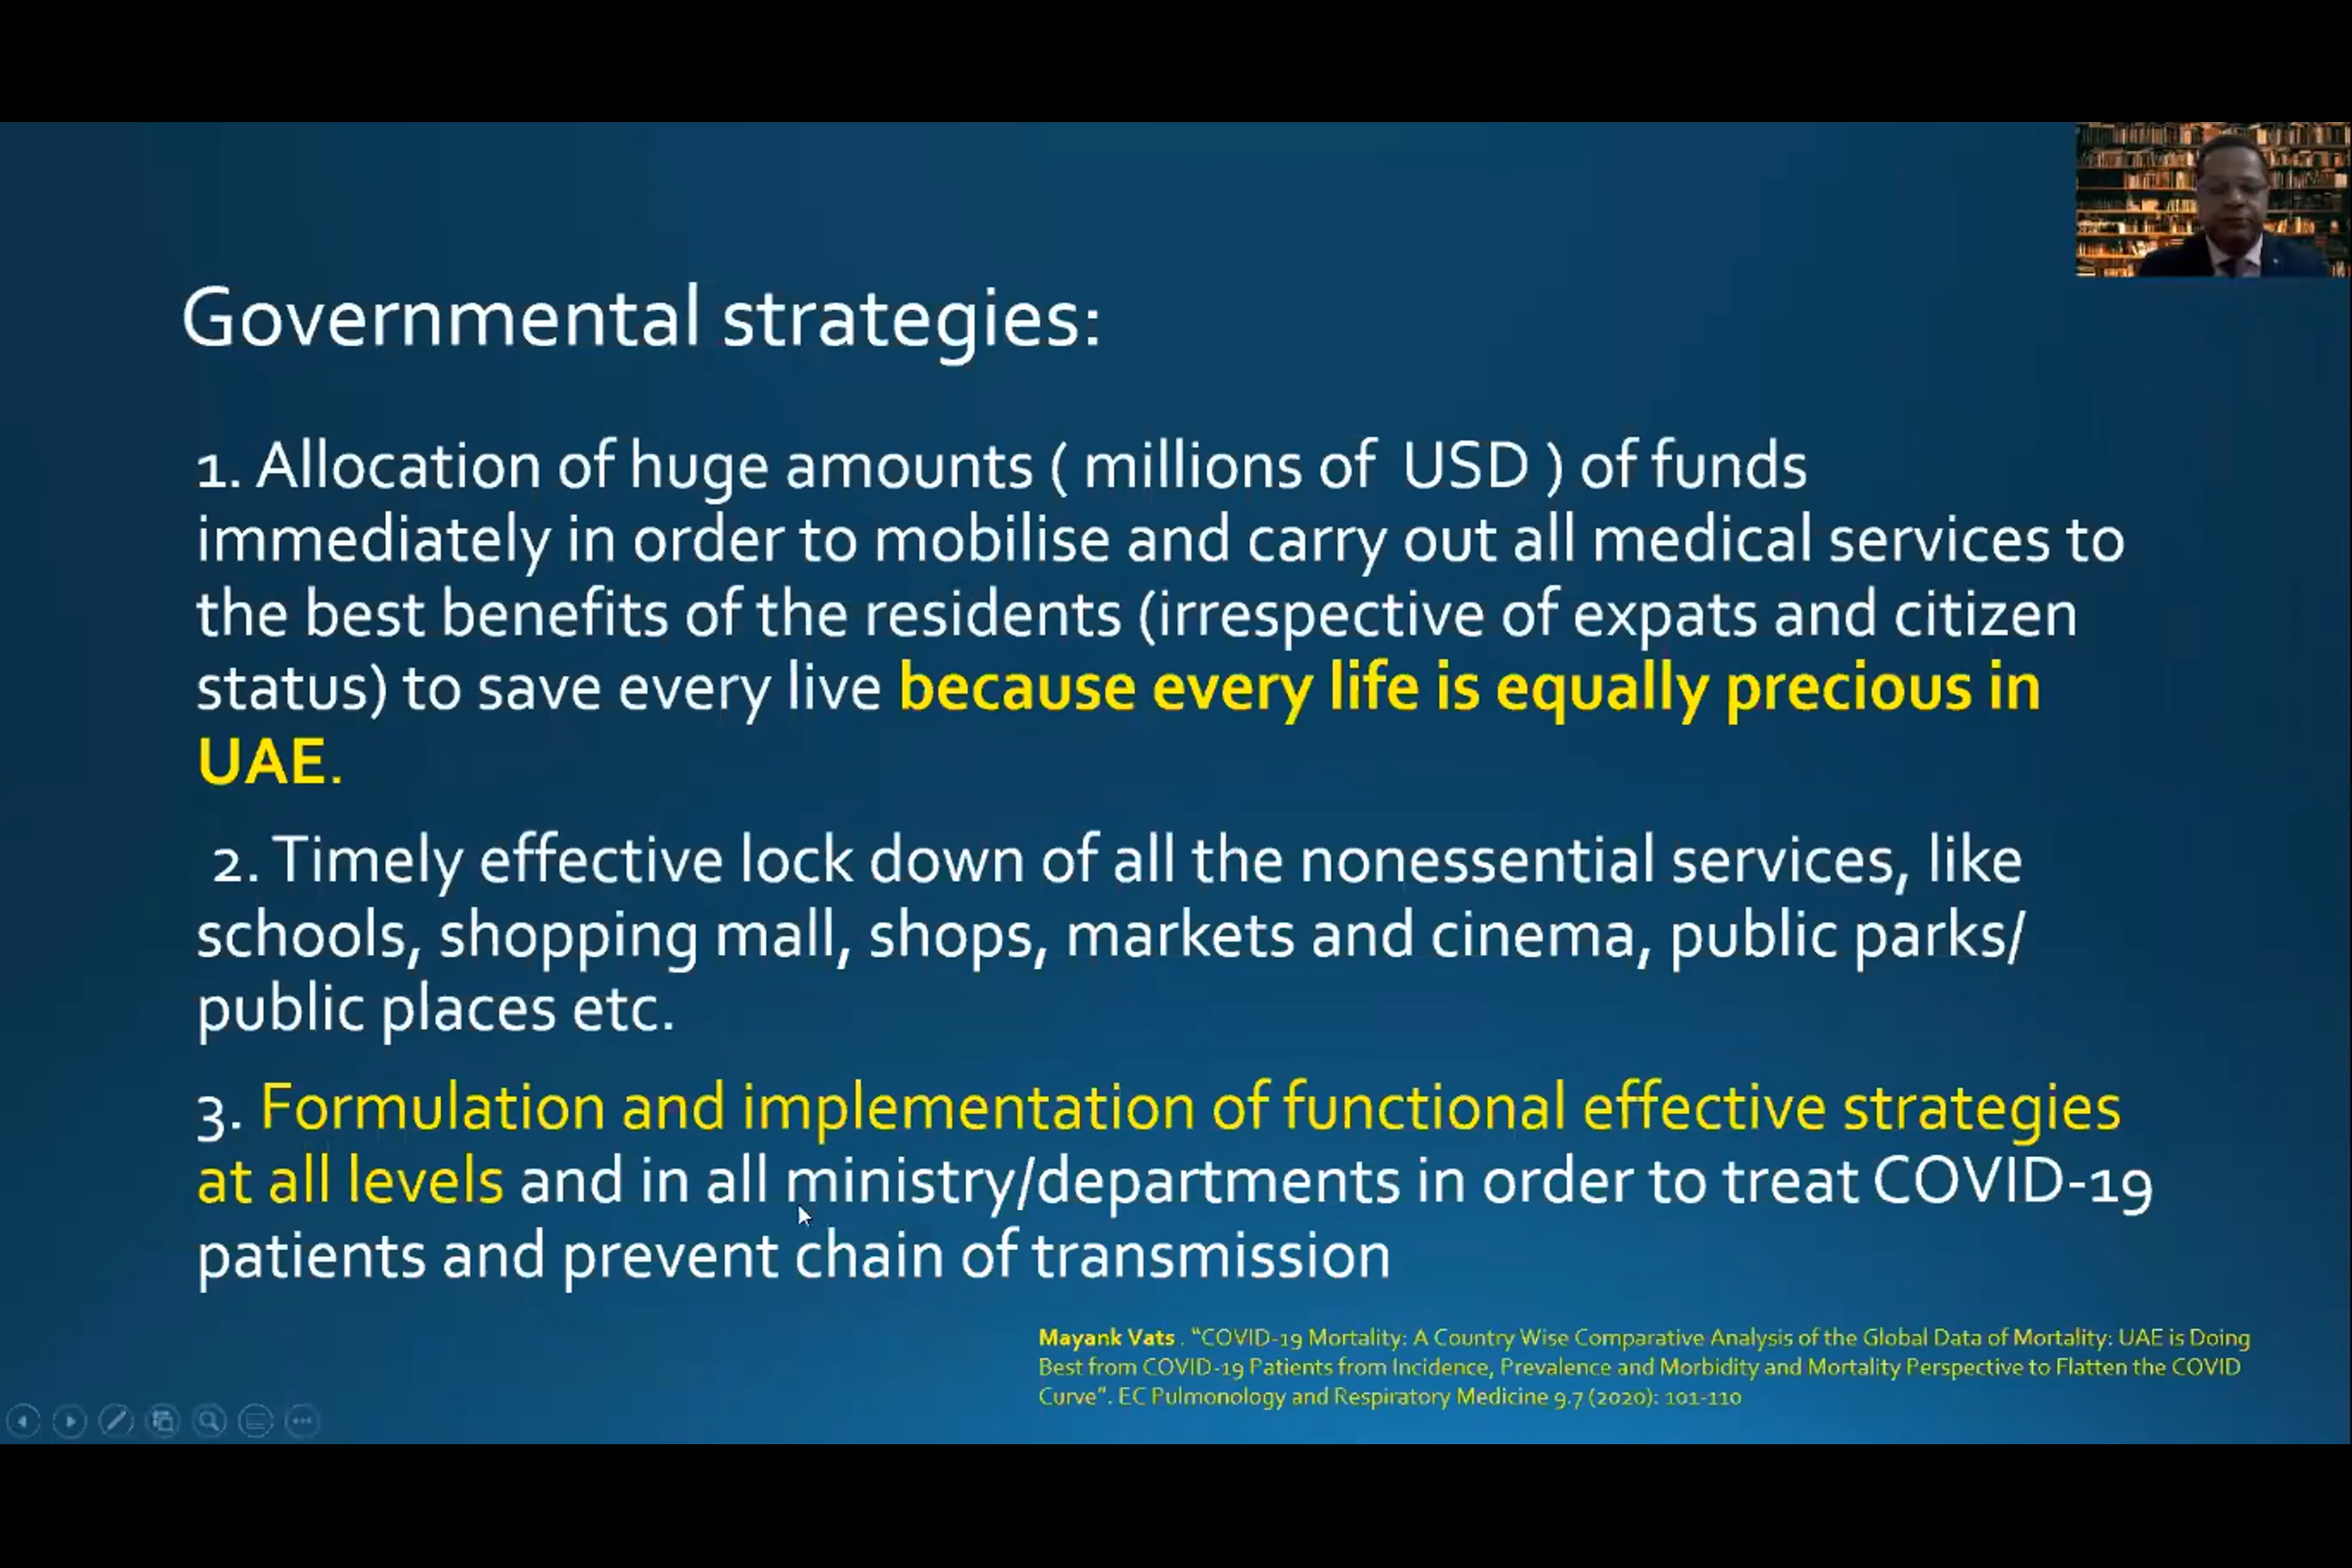 Governmental strategies:
1. Allocation of huge amounts ( millions of USD ) of funds
immediately in order to mobilise and carry out all medical services to
the best benefits of the residents (irrespective of expats and citizen
status) to save every live because every life is equally precious in
UAE.
2. Timely effective lock down of all the nonessential services, like
schools, shopping mall, shops, markets and cinema, public parks/
public places etc.
3. Formulation and implementation of functional effective strategies
at all levels and in all ministry/departments in order to treat COVID-19
patients and prevent chain of transmission
Mayank Vats . "COVID-19 Mortality: A Country Wise Comparative Analysis of the Global Data of Mortality: UAE is Doing
Best from COVID-19 Patients from Incidence, Prevalence and Morbidity and Mortality Perspective to Flatten the COVID
Curve". EC Pulmonology and Respiratory Medicine 9.7 (2020): 101-110